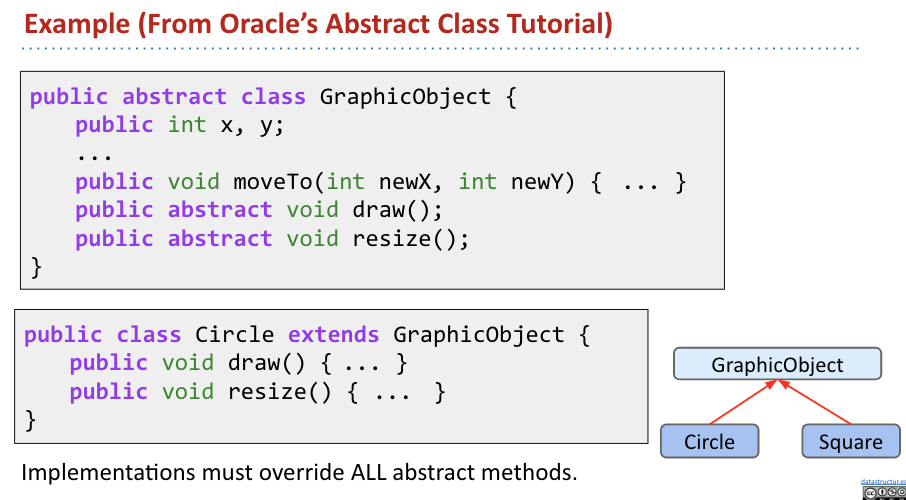 Example (From Oracle's Abstract Class Tutorial)
public abstract class GraphicObject {
public int x, y;
...
public void moveTo(int newX, int newY) { ... }
public abstract void draw();
public abstract void resize();
}
public class Circle extends GraphicObject {
public void draw() { ... }
public void resize() { ... }
}
GraphicObject
Circle
Square
Implementations must override ALL abstract methods.
datastructur.es